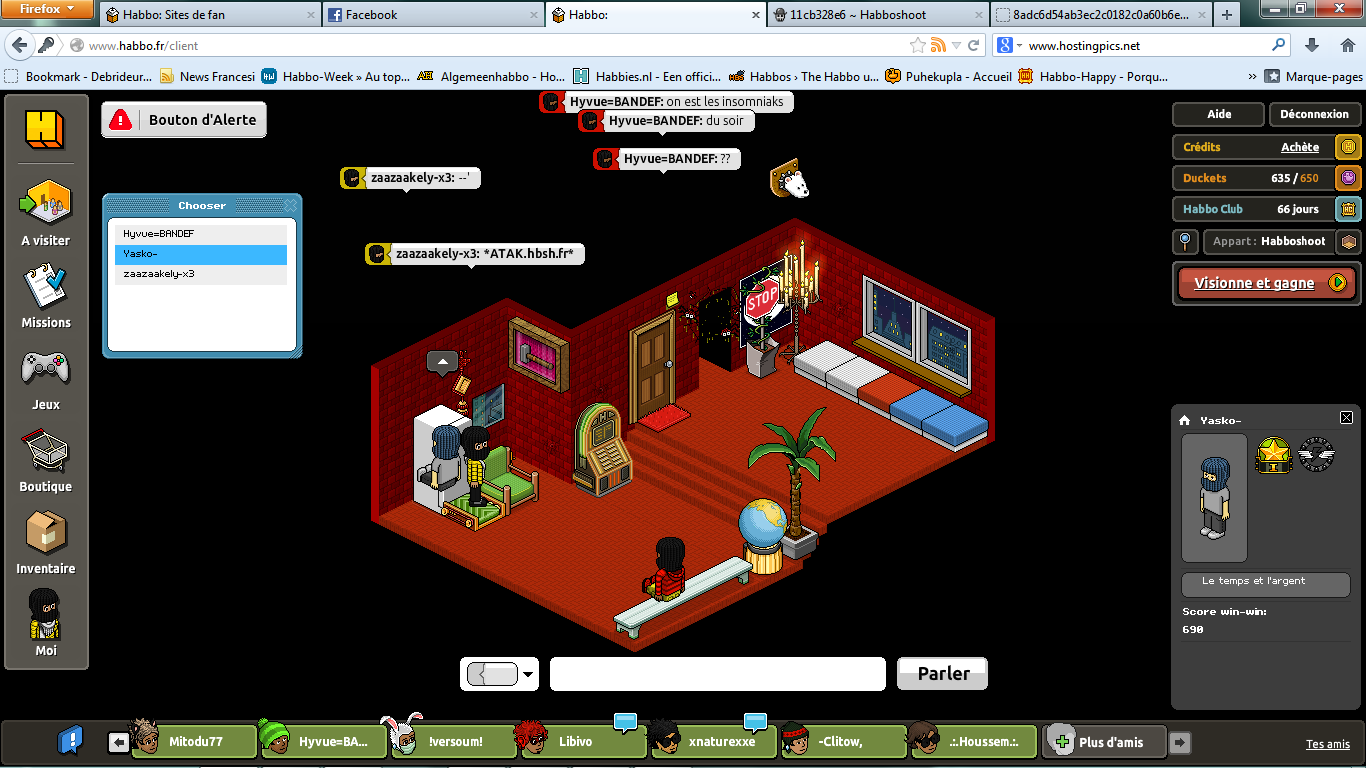 Firefox
Habbo: Sites de fan
Facebook
Habbo:
11cb328e6 ~ Habboshoot
8adc6d54ab3ec2c0182c0a60b6e...
www.habbo.fr/client
www.hostingpics.net
Bookmark - Debrideur...
News Francesi
Habbo-Week » Au top...
Algemeenhabbo - Ho...
Habbies.nl - Een offici...
Habbos › The Habbo u...
Puhekupla - Accueil
Habbo-Happy - Porqu...
»
Marque-pages
Bouton d'Alerte
Hyvue=BANDEF: on est les insomniaks
Hyvue=BANDEF: du soir
Hyvue=BANDEF: ??
zaazaakely-x3: --'
zaazaakely-x3: *ATAK.hbsh.fr*
Aide
Déconnexion
Crédits
Achète
Duckets
635 / 650
Habbo Club
66 jours
Appart : Habboshoot
Visionne et gagne
Chooser
Hyvue=BANDEF
Yasko-
zaazaakely-x3
A visiter
Missions
Jeux
Boutique
Inventaire
Moi
STOP
Yasko-
Le temps et l'argent
Score win-win:
690
Parler
Mitodu77
Hyvue=BA...
!versoum!
Libivo
xnaturexxe
-Clitow,
.:.Houssem.:.
Plus d'amis
Tes amis